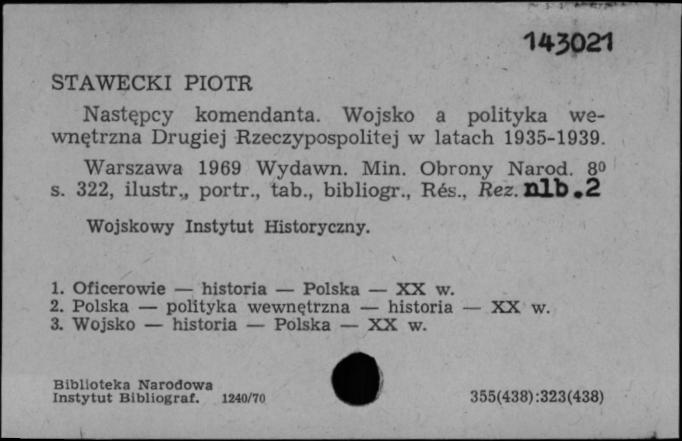 143021
STAWECKI PIOTR
Następcy komendanta. Wojsko a polityka we-
wnętrzna Drugiej Rzeczypospolitej w latach 1935-1939.
Warszawa 1969 Wydawn. Min. Obrony Narod. 8⁰
s. 322, ilustr., portr., tab., bibliogr., Rés., Rez. nlb.2
Wojskowy Instytut Historyczny.
1. Oficerowie — historia — Polska — XX w.
2. Polska — polityka wewnętrzna — historia — XX w.
3. Wojsko — historia — Polska — XX w.
Biblioteka Narodowa
Instytut Bibliograf. 1240/70
355(438):323(438)